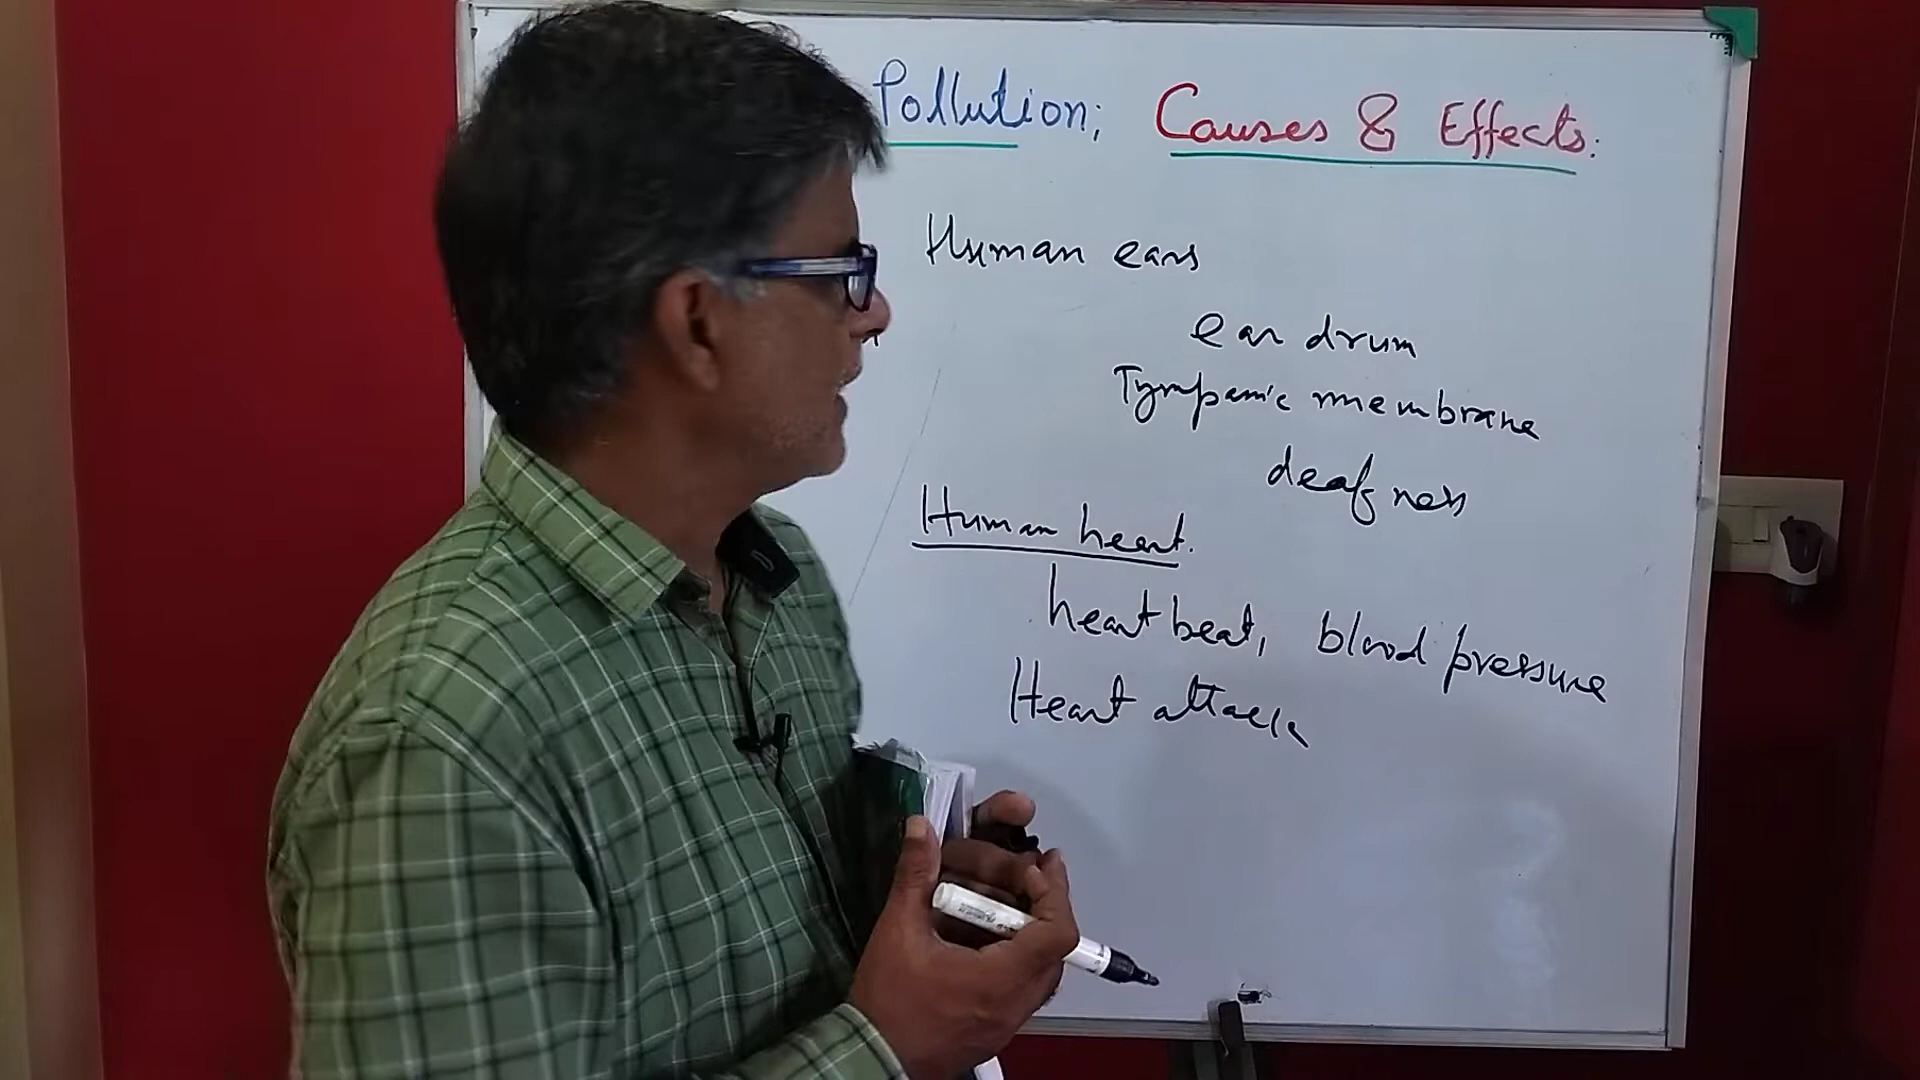 Pollution; Causes & Effects:
Human ears
ear drum
Tympanic membrane
deafness
Human heart.
heart beat, blood pressure
Heart attack